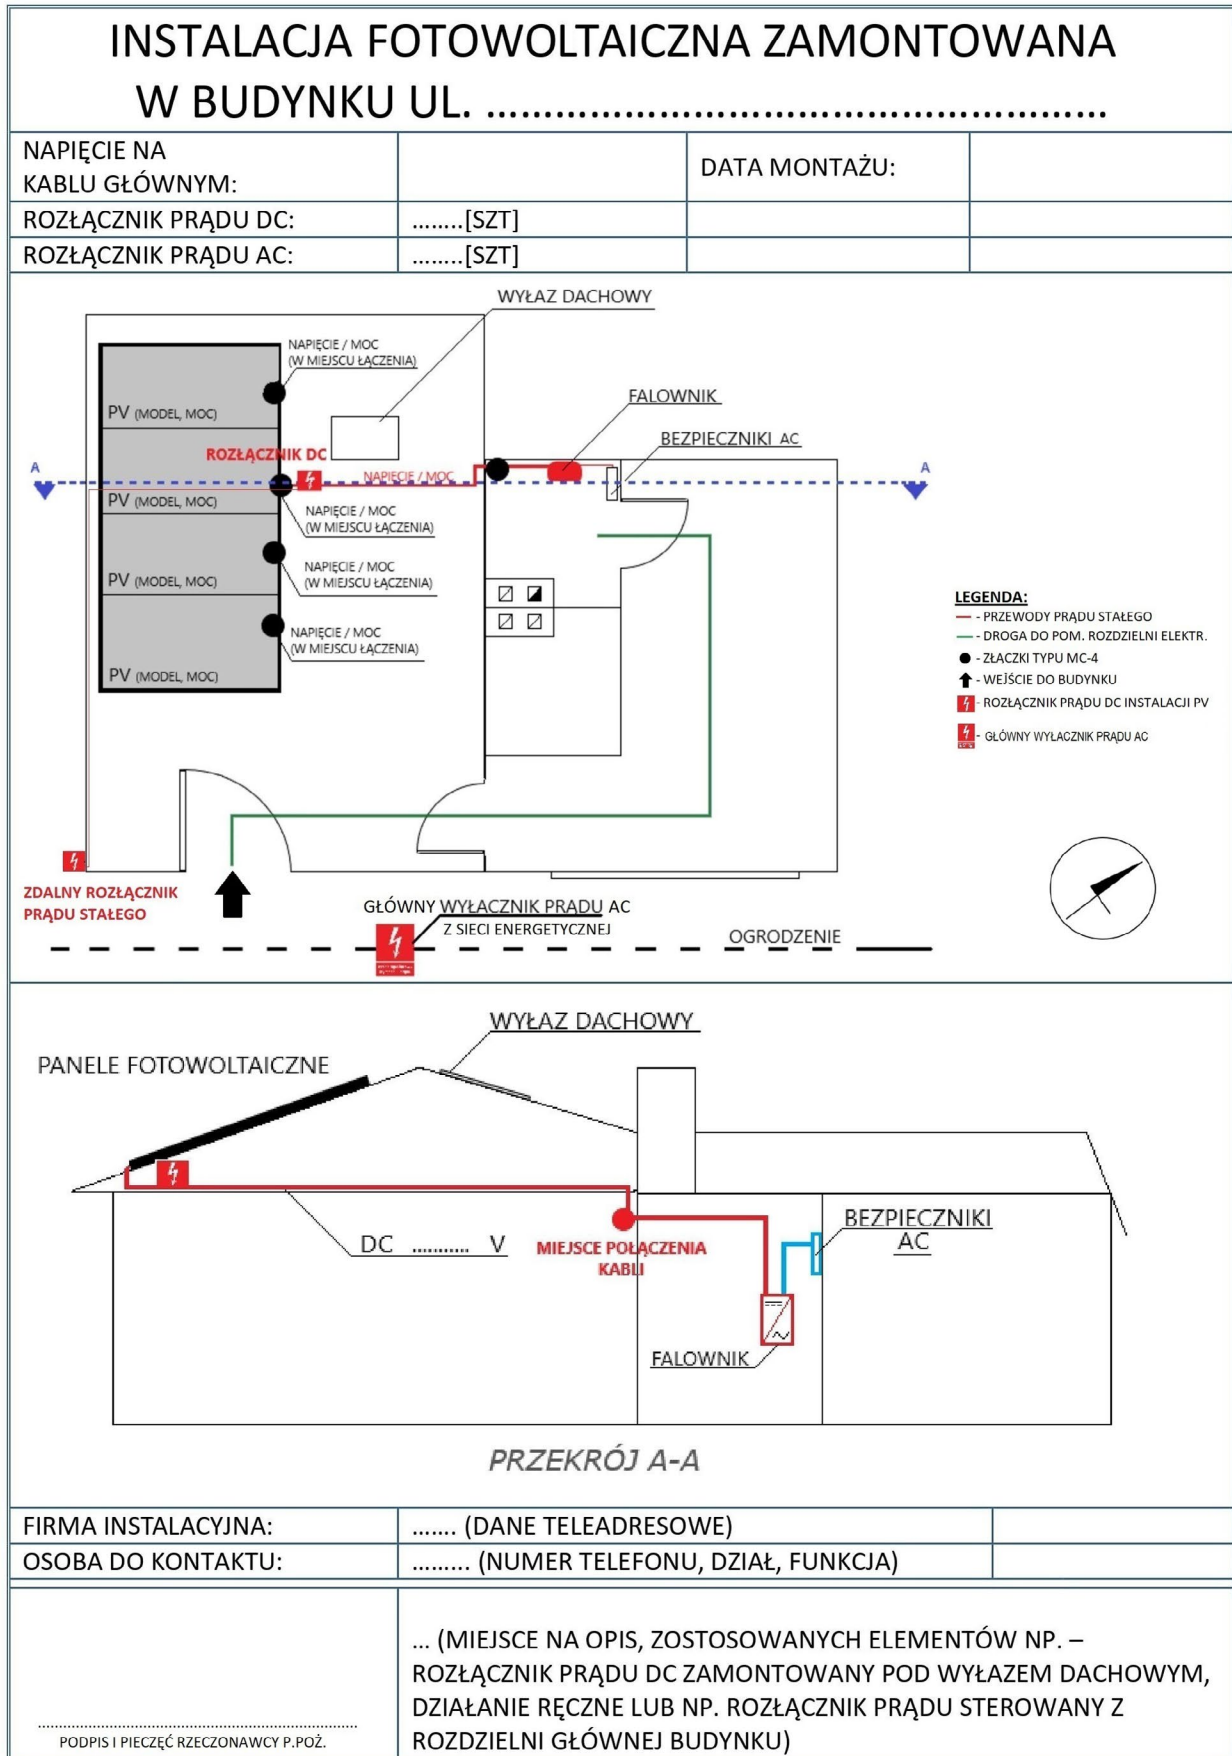 INSTALACJA FOTOWOLTAICZNA ZAMONTOWANA
W BUDYNKU UL. ................................................
NAPIĘCIE NA
KABLU GŁÓWNYM:
DATA MONTAŻU:
ROZŁĄCZNIK PRĄDU DC:
........[SZT]
ROZŁĄCZNIK PRĄDU AC:
........[SZT]
WYŁAZ DACHOWY
NAPIĘCIE / MOC
(W MIEJSCU ŁĄCZENIA)
PV (MODEL, MOC)
FALOWNIK
BEZPIECZNIKI AC
ROZŁĄCZNIK DC
A
NAPIĘCIE / MOC
A
PV (MODEL, MOC)
NAPIĘCIE / MOC
(W MIEJSCU ŁĄCZENIA)
PV (MODEL, MOC)
NAPIĘCIE / MOC
(W MIEJSCU ŁĄCZENIA)
NAPIĘCIE / MOC
(W MIEJSCU ŁĄCZENIA)
PV (MODEL, MOC)
LEGENDA:
- PRZEWODY PRĄDU STAŁEGO
- DROGA DO POM. ROZDZIELNI ELEKTR.
- ZŁACZKI TYPU MC-4
- WEJŚCIE DO BUDYNKU
- ROZŁĄCZNIK PRĄDU DC INSTALACJI PV
- GŁÓWNY WYŁACZNIK PRĄDU AC
ZDALNY ROZŁĄCZNIK
PRĄDU STAŁEGO
GŁÓWNY WYŁACZNIK PRĄDU AC
Z SIECI ENERGETYCZNEJ
OGRODZENIE
WYŁAZ DACHOWY
PANELE FOTOWOLTAICZNE
DC ........... V
MIEJSCE POŁĄCZENIA
KABLI
BEZPIECZNIKI
AC
FALOWNIK
PRZEKRÓJ A-A
FIRMA INSTALACYJNA:
....... (DANE TELEADRESOWE)
OSOBA DO KONTAKTU:
......... (NUMER TELEFONU, DZIAŁ, FUNKCJA)
... (MIEJSCE NA OPIS, ZOSTOSOWANYCH ELEMENTÓW NP. –
ROZŁĄCZNIK PRĄDU DC ZAMONTOWANY POD WYŁAZEM DACHOWYM,
DZIAŁANIE RĘCZNE LUB NP. ROZŁĄCZNIK PRĄDU STEROWANY Z
ROZDZIELNI GŁÓWNEJ BUDYNKU)
................................................................
PODPIS I PIECZĘĆ RZECZONAWCY P.POŻ.